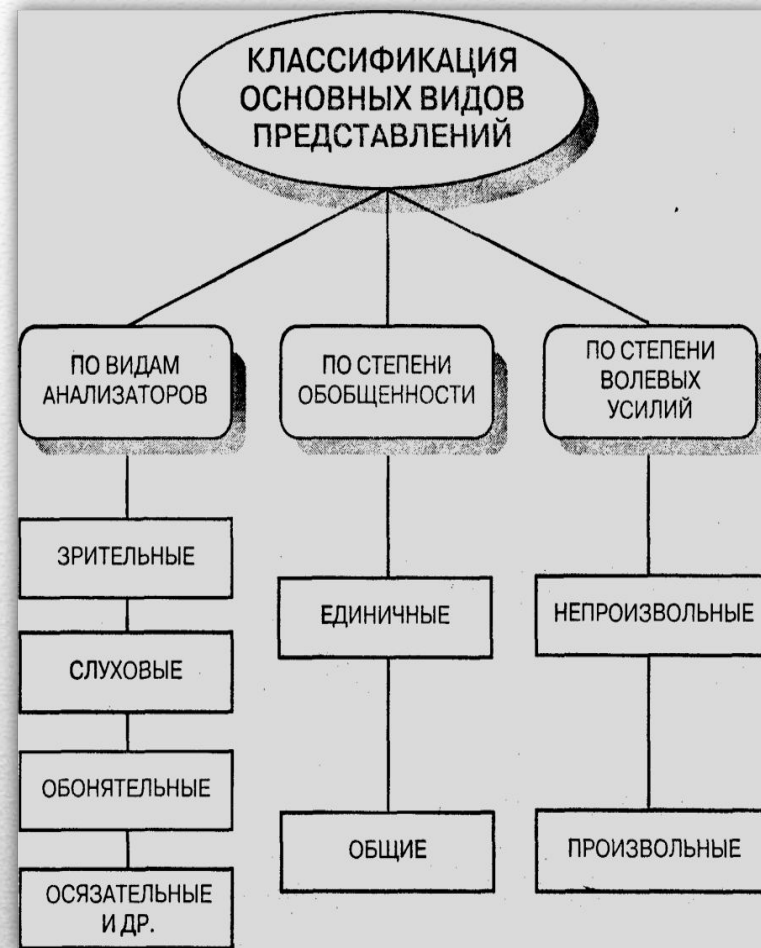 КЛАССИФИКАЦИЯ
ОСНОВНЫХ ВИДОВ
ПРЕДСТАВЛЕНИЙ
ПО ВИДАМ
АНАЛИЗАТОРОВ
ПО СТЕПЕНИ
ОБОБЩЕННОСТИ
ПО СТЕПЕНИ
ВОЛЕВЫХ
УСИЛИЙ
ЗРИТЕЛЬНЫЕ
СЛУХОВЫЕ
ОБОНЯТЕЛЬНЫЕ
ОСЯЗАТЕЛЬНЫЕ
И ДР.
ЕДИНИЧНЫЕ
ОБЩИЕ
НЕПРОИЗВОЛЬНЫЕ
ПРОИЗВОЛЬНЫЕ